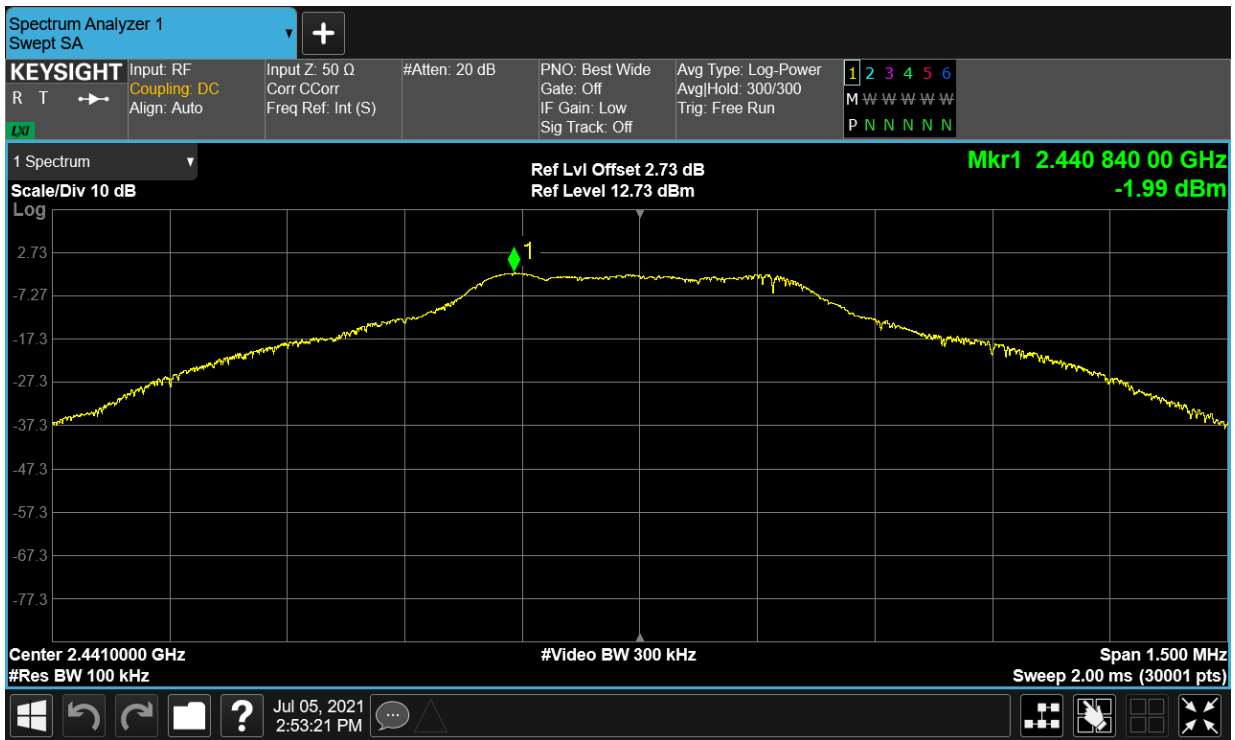 Spectrum Analyzer 1
Swept SA
KEYSIGHT
R T
LXI
Input: RF
Coupling: DC
Align: Auto
Input Z: 50 Ω
Corr CCorr
Freq Ref: Int (S)
#Atten: 20 dB
PNO: Best Wide
Gate: Off
IF Gain: Low
Sig Track: Off
Avg Type: Log-Power
Avg|Hold: 300/300
Trig: Free Run
1 2 3 4 5 6
M W W W W W
P N N N N N
1 Spectrum
Scale/Div 10 dB
Log
Ref Lvl Offset 2.73 dB
Ref Level 12.73 dBm
Mkr1 2.440 840 00 GHz
-1.99 dBm
1
2.73
-7.27
-17.3
-27.3
-37.3
-47.3
-57.3
-67.3
-77.3
Center 2.4410000 GHz
#Video BW 300 kHz
Span 1.500 MHz
#Res BW 100 kHz
Sweep 2.00 ms (30001 pts)
?
Jul 05, 2021
2:53:21 PM